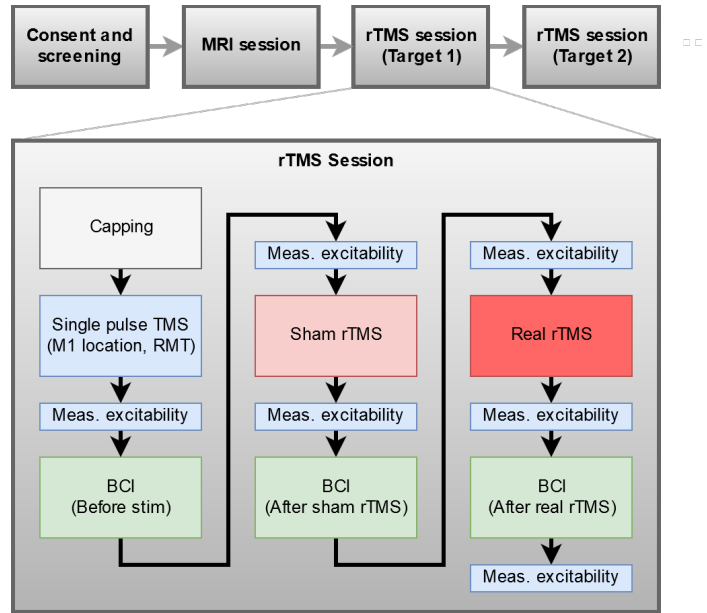 Consent and
screening
MRI session
rTMS session
(Target 1)
rTMS session
(Target 2)
rTMS Session
Capping
Single pulse TMS
(M1 location, RMT)
Meas. excitability
BCI
(Before stim)
Meas. excitability
Sham rTMS
Meas. excitability
BCI
(After sham rTMS)
Meas. excitability
Real rTMS
Meas. excitability
BCI
(After real rTMS)
Meas. excitability